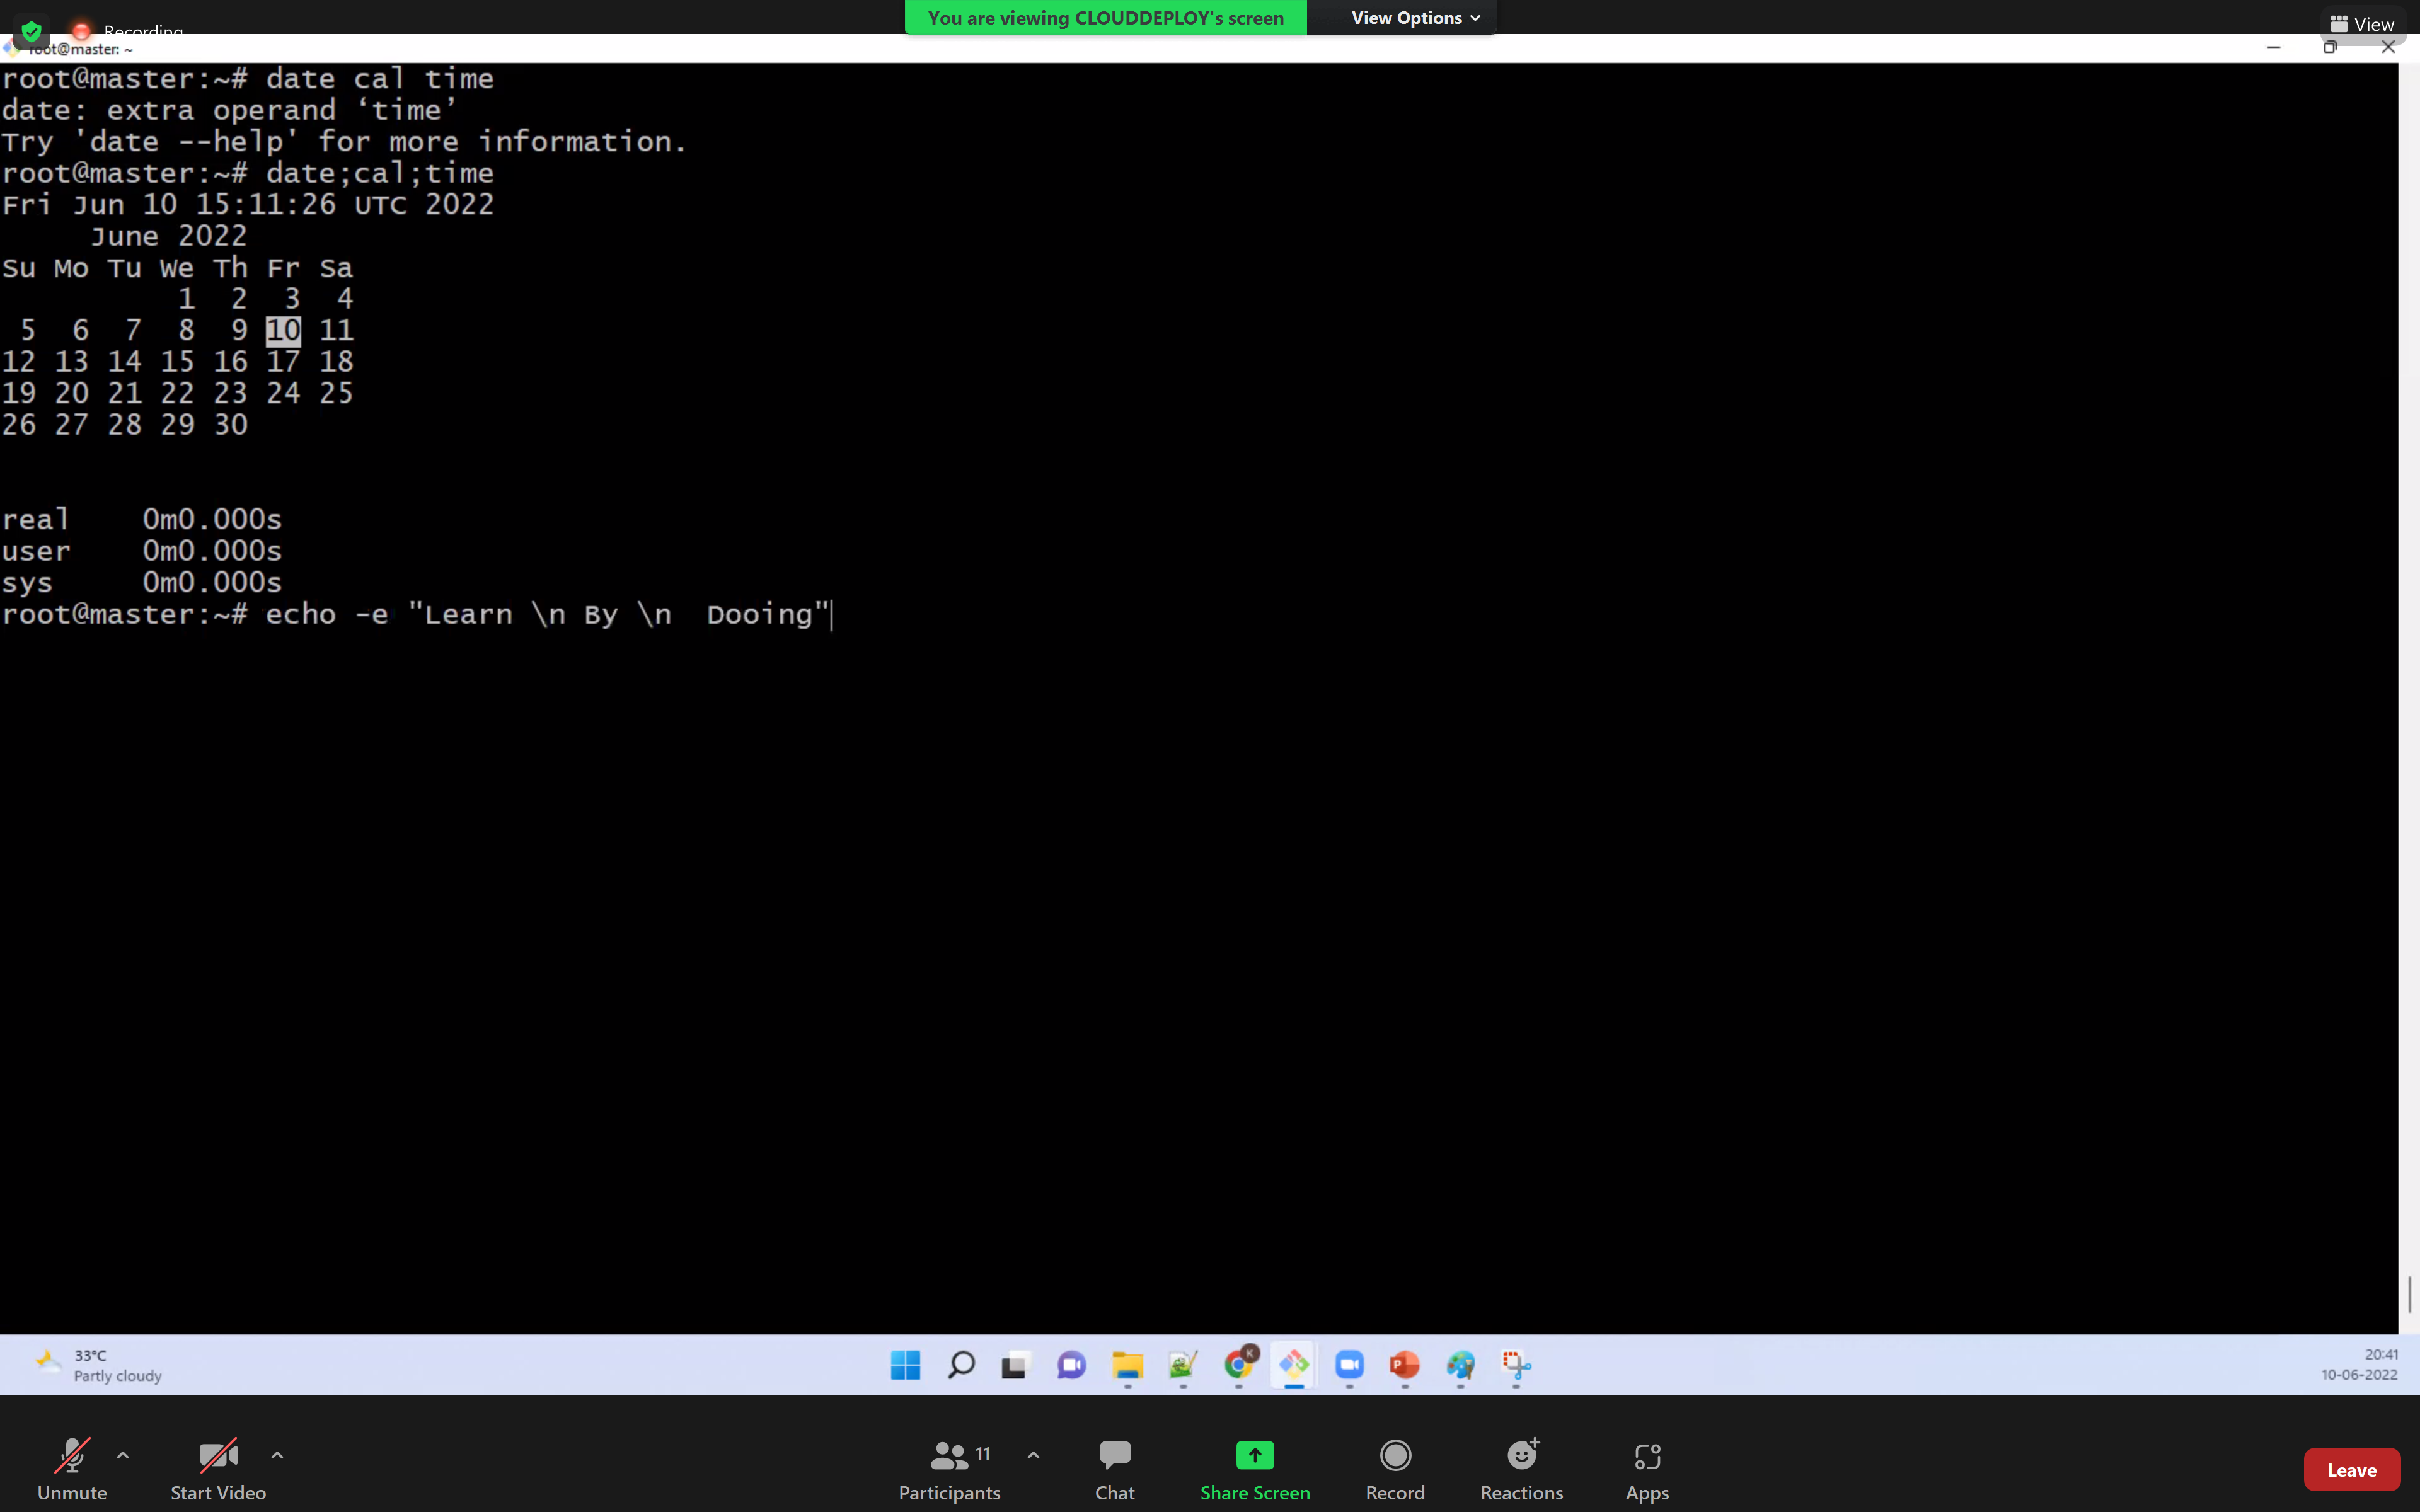 Recording
You are viewing CLOUDDEPLOY's screen
View Options
View
root@master: ~
root@master:~# date cal time
date: extra operand ‘time’
Try 'date --help' for more information.
root@master:~# date;cal;time
Fri Jun 10 15:11:26 UTC 2022
June 2022
Su Mo Tu We Th Fr Sa
1 2 3 4
5 6 7 8 9 10 11
12 13 14 15 16 17 18
19 20 21 22 23 24 25
26 27 28 29 30
real 0m0.000s
user 0m0.000s
sys 0m0.000s
root@master:~# echo -e "Learn \n By \n  Dooing"
33°C
Partly cloudy
K
P
20:41
10-06-2022
Unmute
Start Video
11
Participants
Chat
Share Screen
Record
Reactions
Apps
Leave